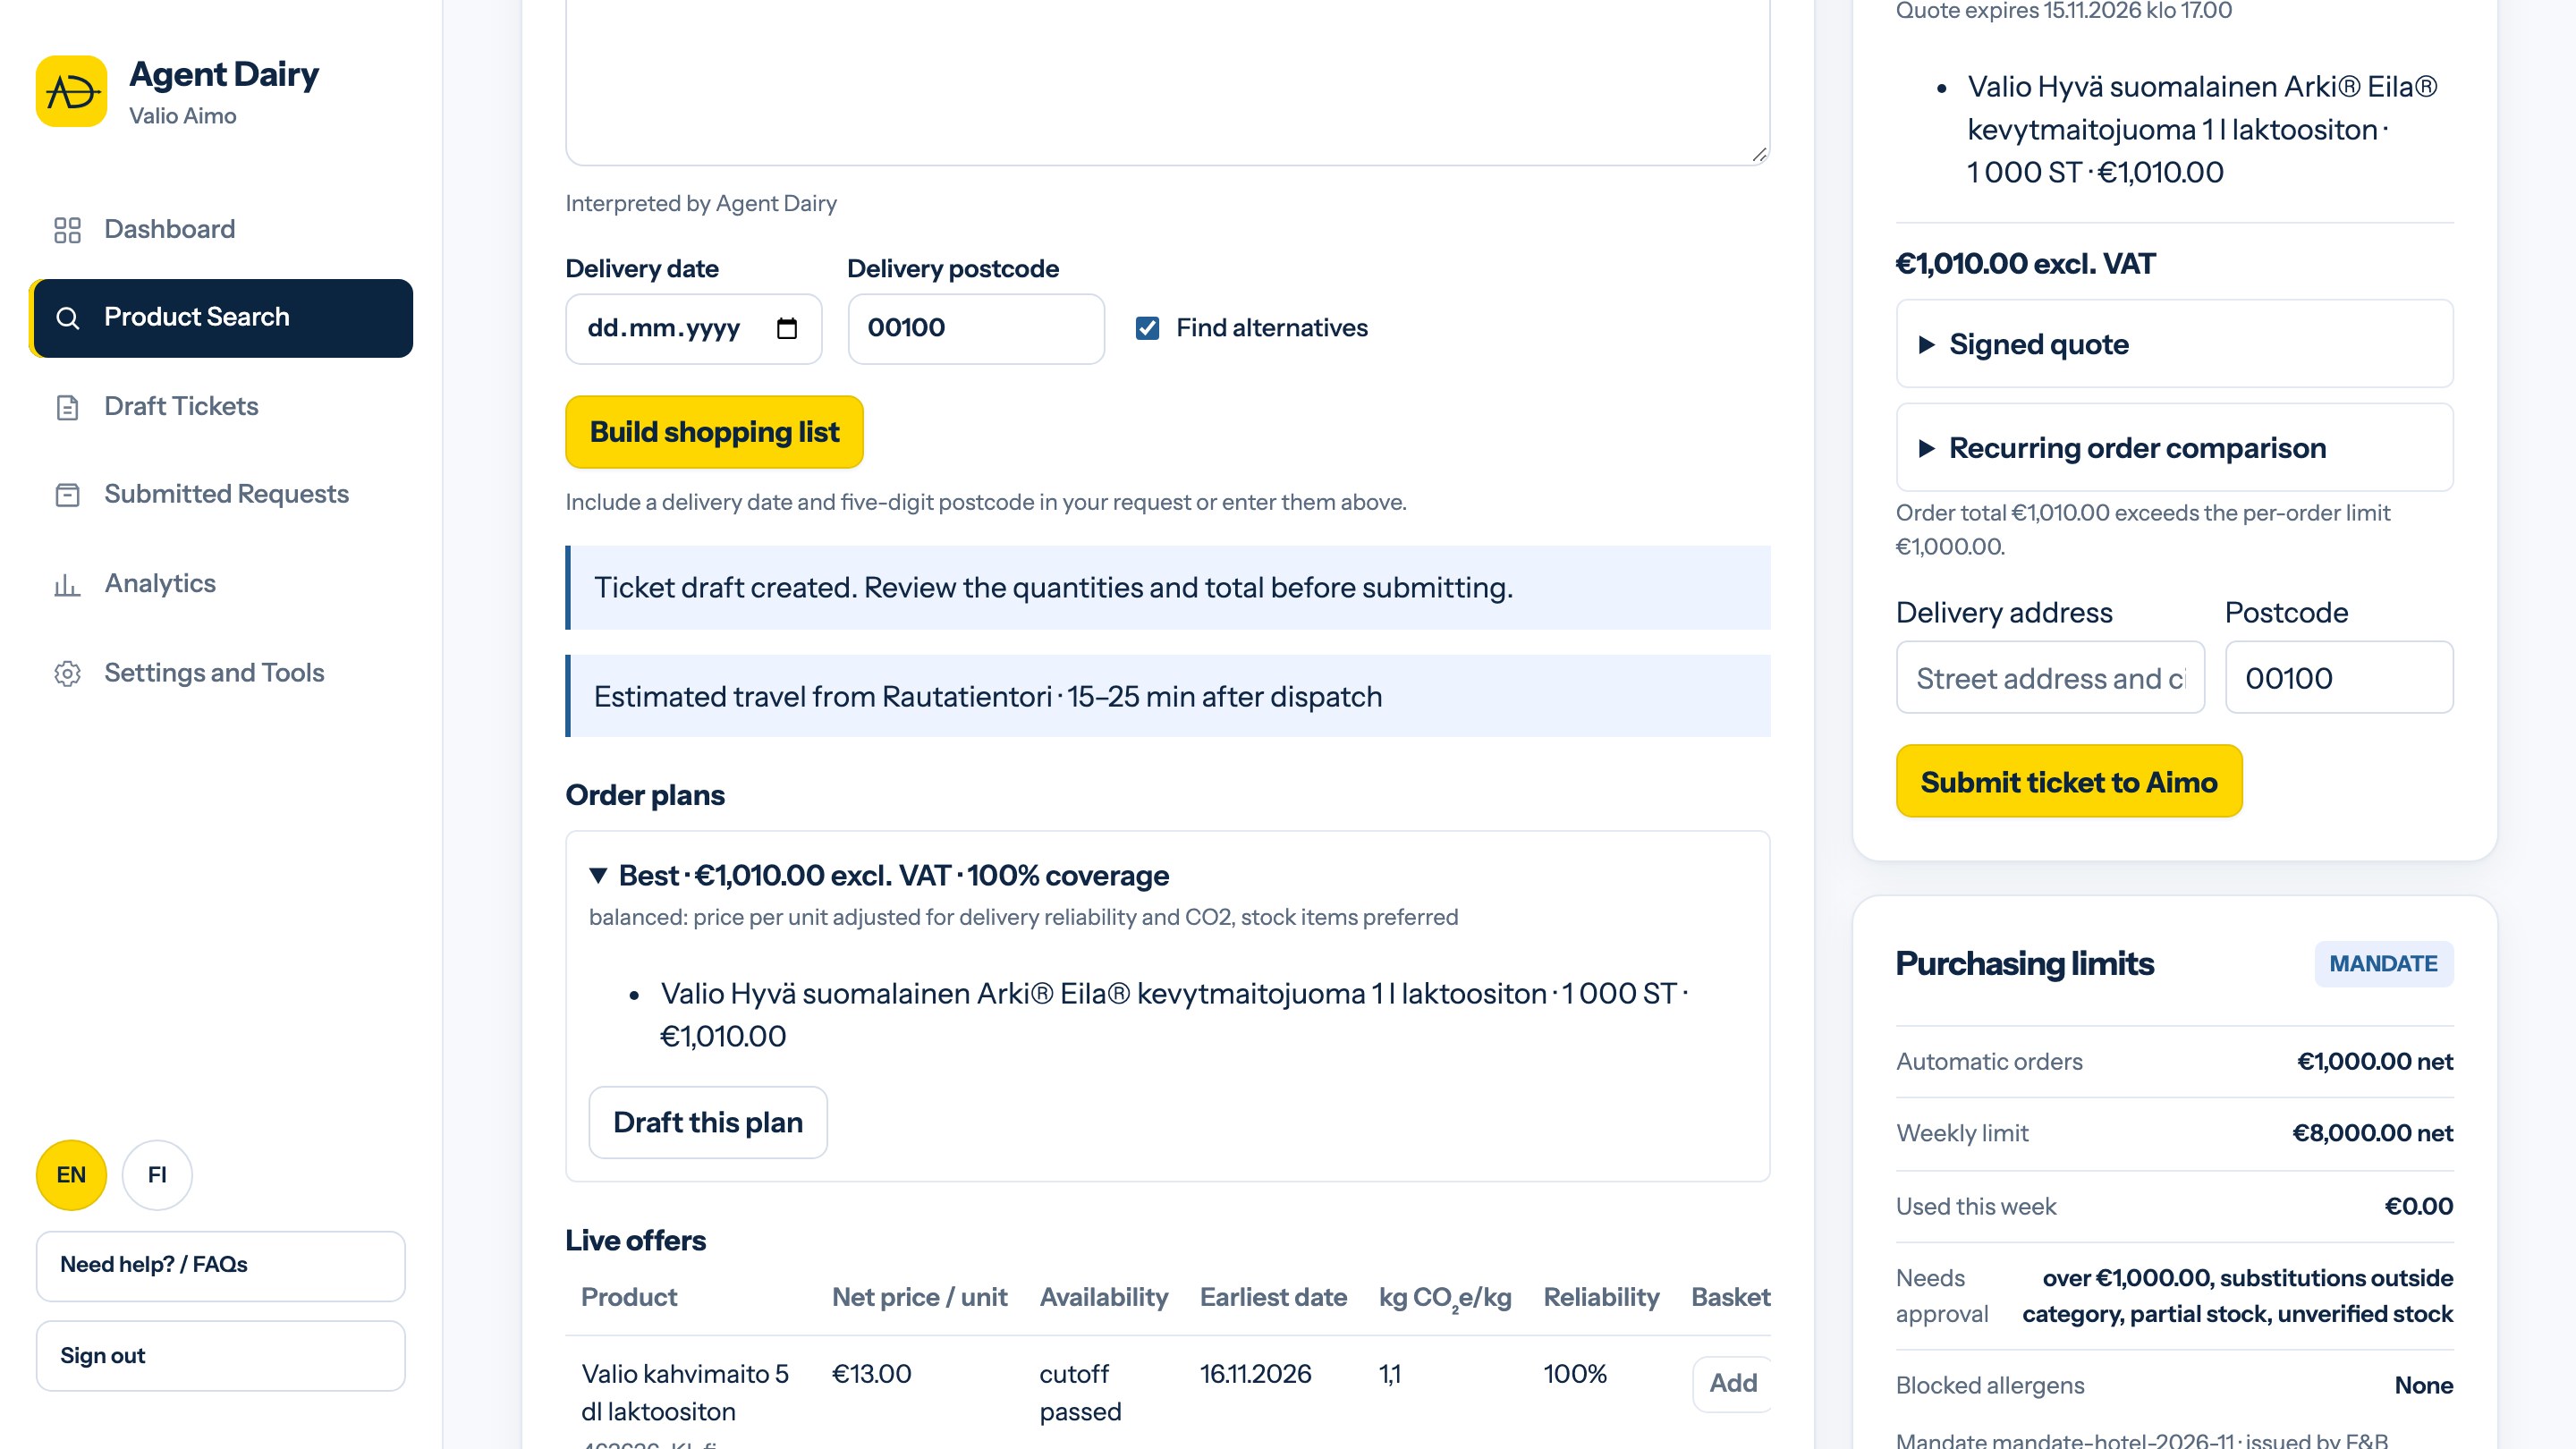 Agent Dairy
Valio Aimo
Dashboard
Product Search
Draft Tickets
Submitted Requests
Analytics
Settings and Tools
EN
FI
Need help? / FAQs
Sign out
Interpreted by Agent Dairy
Delivery date
Delivery postcode
dd.mm.yyyy
00100
Find alternatives
Build shopping list
Include a delivery date and five-digit postcode in your request or enter them above.
Ticket draft created. Review the quantities and total before submitting.
Estimated travel from Rautatientori · 15–25 min after dispatch
Order plans
Best · €1,010.00 excl. VAT · 100% coverage
balanced: price per unit adjusted for delivery reliability and CO2, stock items preferred
• Valio Hyvä suomalainen Arki® Eila® kevytmaitojuoma 1 l laktoositon · 1 000 ST ·
€1,010.00
Draft this plan
Live offers
Product
Net price / unit
Availability
Earliest date
kg CO₂e/kg
Reliability
Basket
Valio kahvimaito 5
dl laktoositon
€13.00
cutoff
passed
16.11.2026
1,1
100%
Add
Quote expires 15.11.2026 klo 17.00
• Valio Hyvä suomalainen Arki® Eila®
kevytmaitojuoma 1 l laktoositon ·
1 000 ST · €1,010.00
€1,010.00 excl. VAT
Signed quote
Recurring order comparison
Order total €1,010.00 exceeds the per-order limit
€1,000.00.
Delivery address
Postcode
Street address and ci
00100
Submit ticket to Aimo
Purchasing limits
MANDATE
Automatic orders
€1,000.00 net
Weekly limit
€8,000.00 net
Used this week
€0.00
Needs
approval
over €1,000.00, substitutions outside
category, partial stock, unverified stock
Blocked allergens
None
Mandate mandate-hotel-2026-11 · issued by F&B